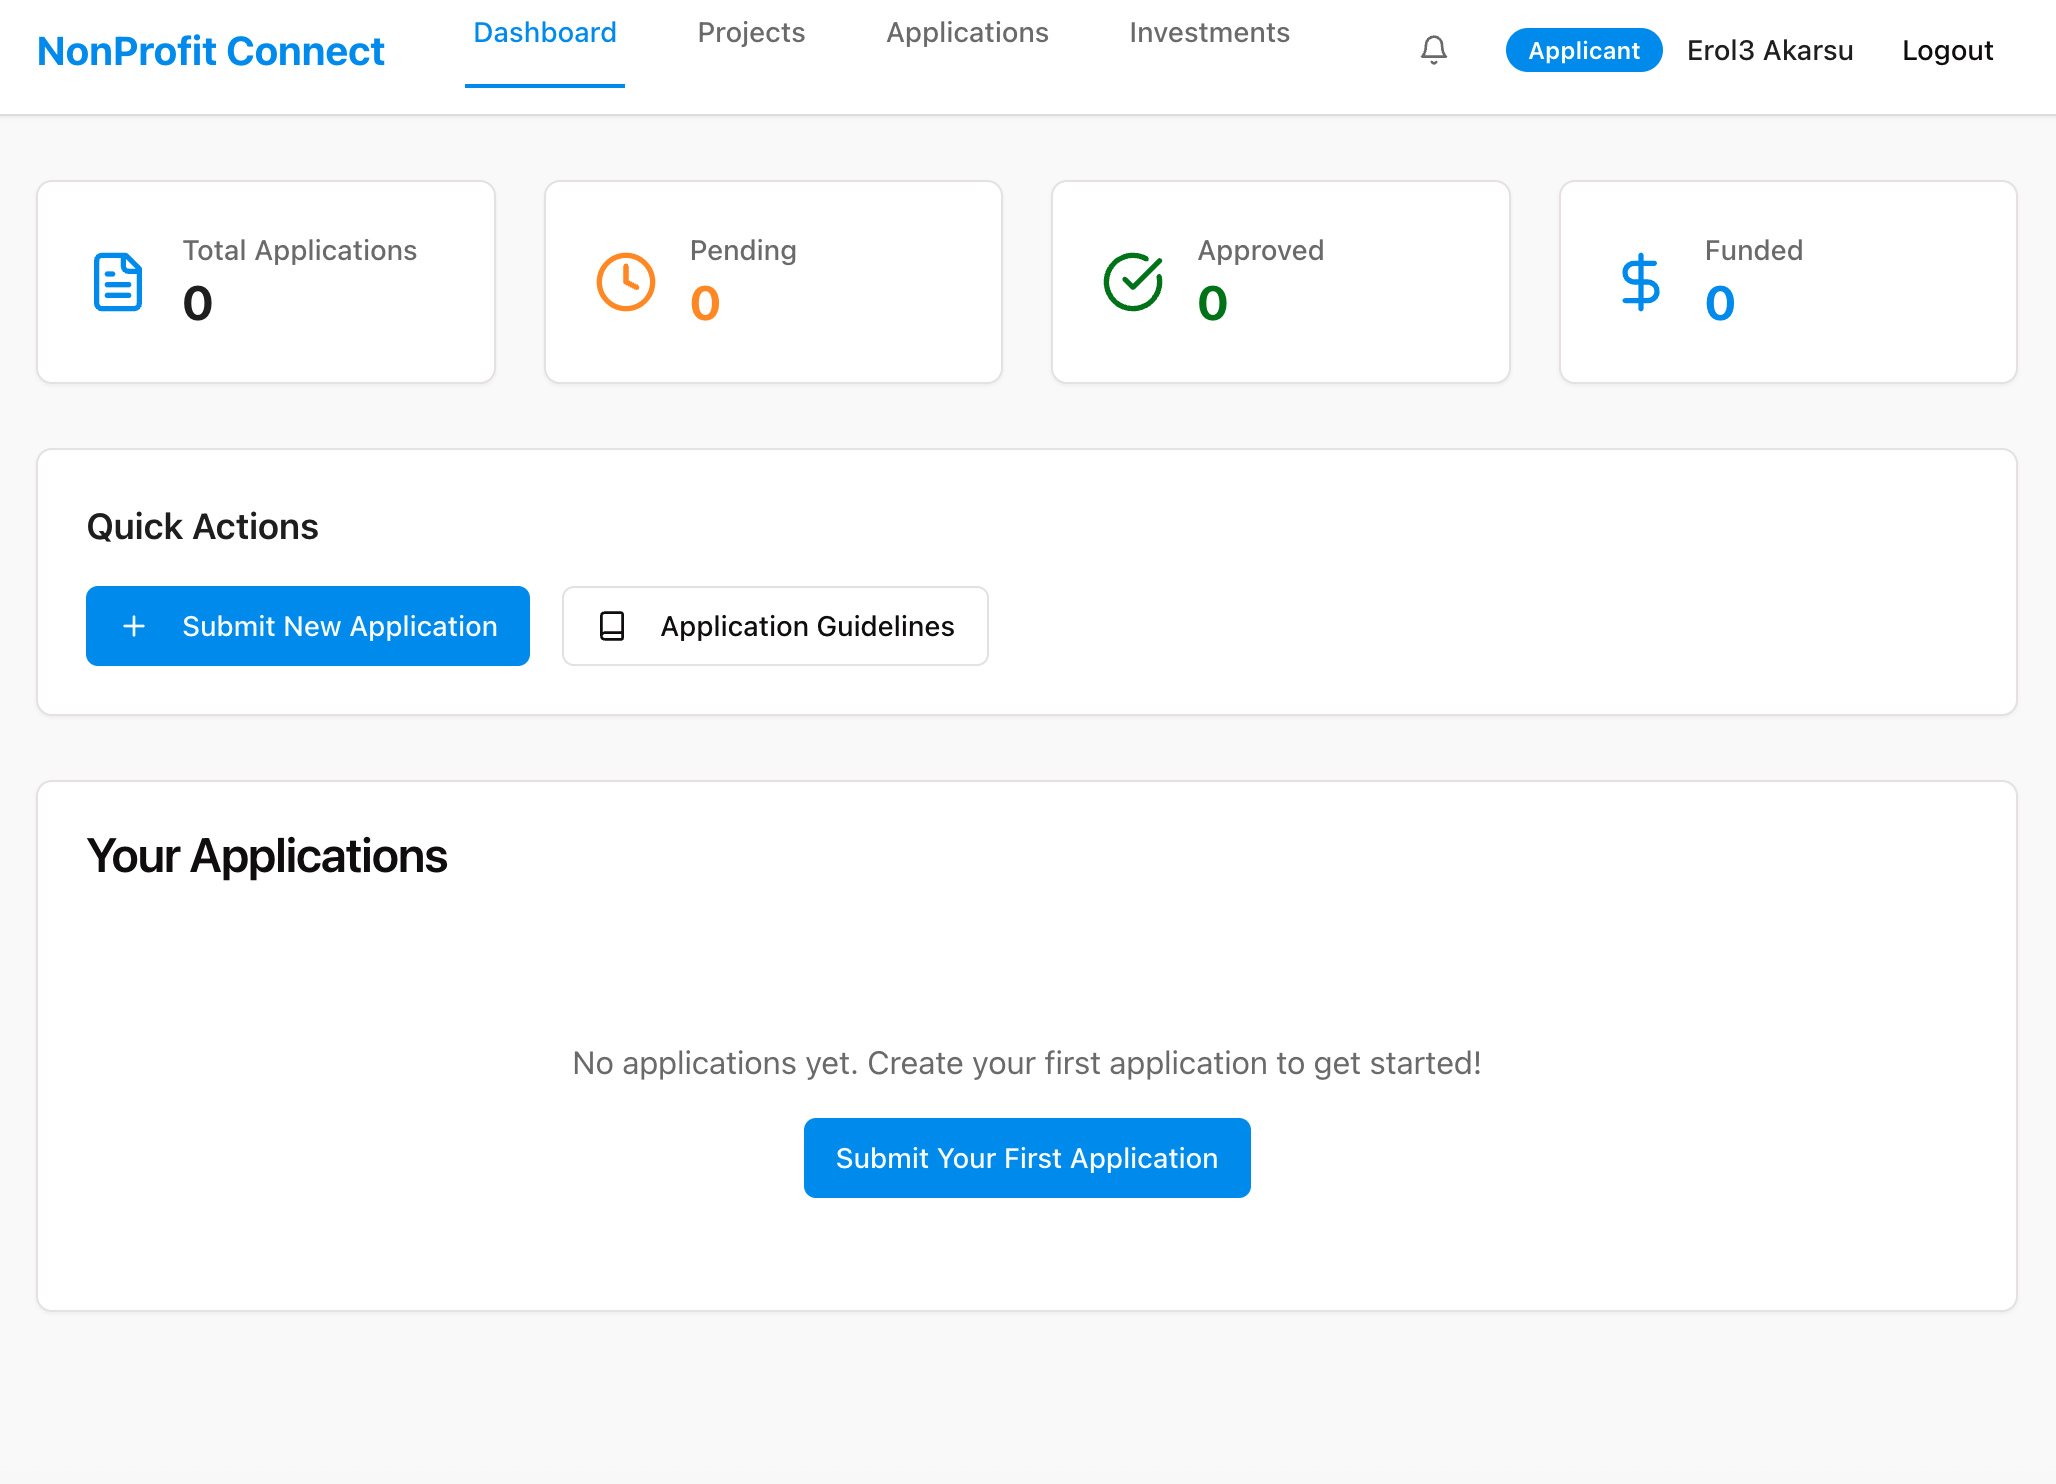 NonProfit Connect
Dashboard
Projects
Applications
Investments
Applicant
Erol3 Akarsu
Logout
Total Applications
0
Pending
0
Approved
0
Funded
0
Quick Actions
Submit New Application
Application Guidelines
Your Applications
No applications yet. Create your first application to get started!
Submit Your First Application